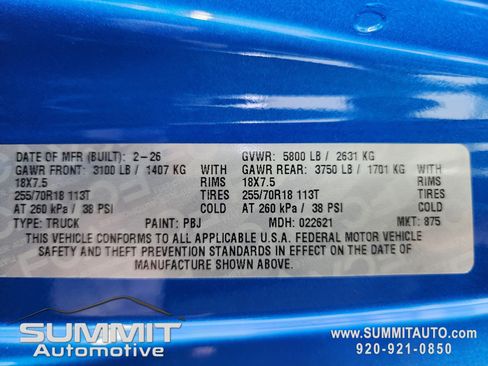 DATE OF MFR (BUILT): 2-26 GVWR: 5800 LB / 2631 KG
GAWR FRONT: 3100 LB / 1407 KG WITH GAWR REAR: 3750 LB / 1701 KG WITH
18X7.5 RIMS 18X7.5 RIMS
255/70R18 113T TIRES 255/70R18 113T TIRES
AT 260 kPa / 38 PSI COLD AT 260 kPa / 38 PSI COLD
TYPE: TRUCK PAINT: PBJ MDH: 022621 MKT: 875
THIS VEHICLE CONFORMS TO ALL APPLICABLE U.S.A. FEDERAL MOTOR VEHICLE
SAFETY AND THEFT PREVENTION STANDARDS IN EFFECT ON THE DATE OF
MANUFACTURE SHOWN ABOVE.
SUMMIT
Automotive
WWW.SUMMITAUTO.COM
920-921-0850